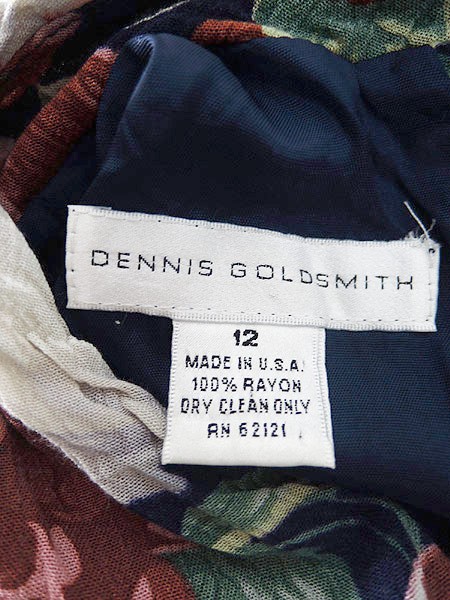 DENNIS GOLDSMITH
12
MADE IN U.S.A.
100% RAYON
DRY CLEAN ONLY
RN 62121